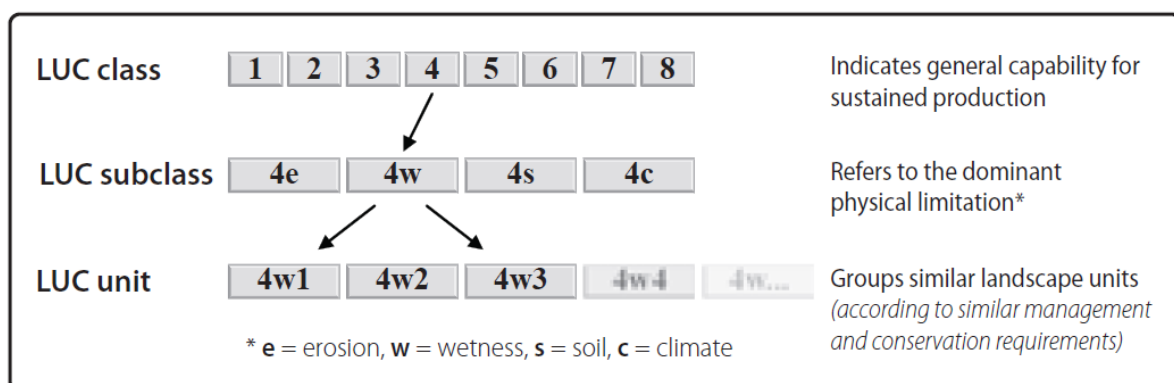 LUC class 1 2 3 4 5 6 7 8 Indicates general capability for
sustained production
LUC subclass 4e 4w 4s 4c Refers to the dominant
physical limitation*
LUC unit 4w1 4w2 4w3 4w4 4w... Groups similar landscape units
(according to similar management
and conservation requirements)
* e = erosion, w = wetness, s = soil, c = climate